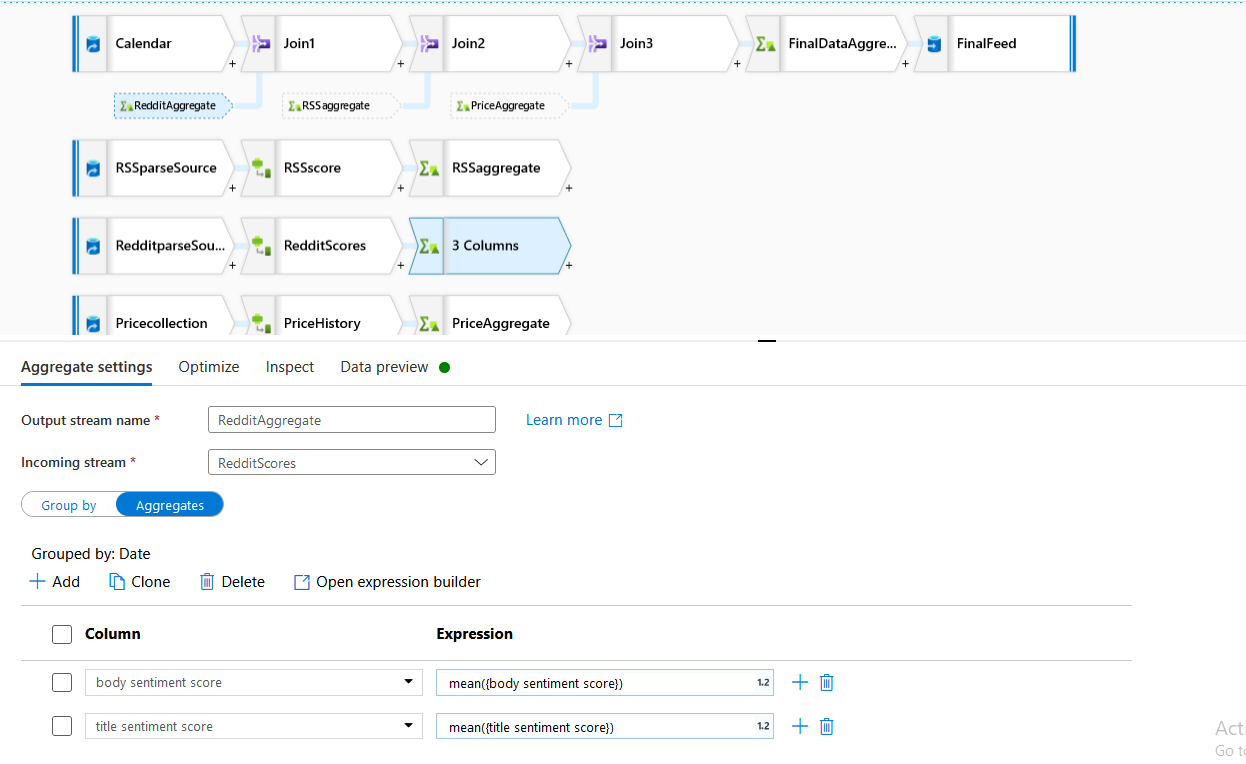 Calendar
Join1
Join2
Join3
FinalDataAggre...
FinalFeed
+ + + + +
RedditAggregate
RSSaggregate
PriceAggregate
RSSparseSource
RSSscore
RSSaggregate
+ + +
RedditparseSou...
RedditScores
3 Columns
+ + +
Pricecollection
PriceHistory
PriceAggregate
Aggregate settings
Optimize
Inspect
Data preview
Output stream name *
RedditAggregate
Learn more
Incoming stream *
RedditScores
Group by
Aggregates
Grouped by: Date
Add
Clone
Delete
Open expression builder
Column
Expression
body sentiment score
mean({body sentiment score})
1.2
title sentiment score
mean({title sentiment score})
1.2